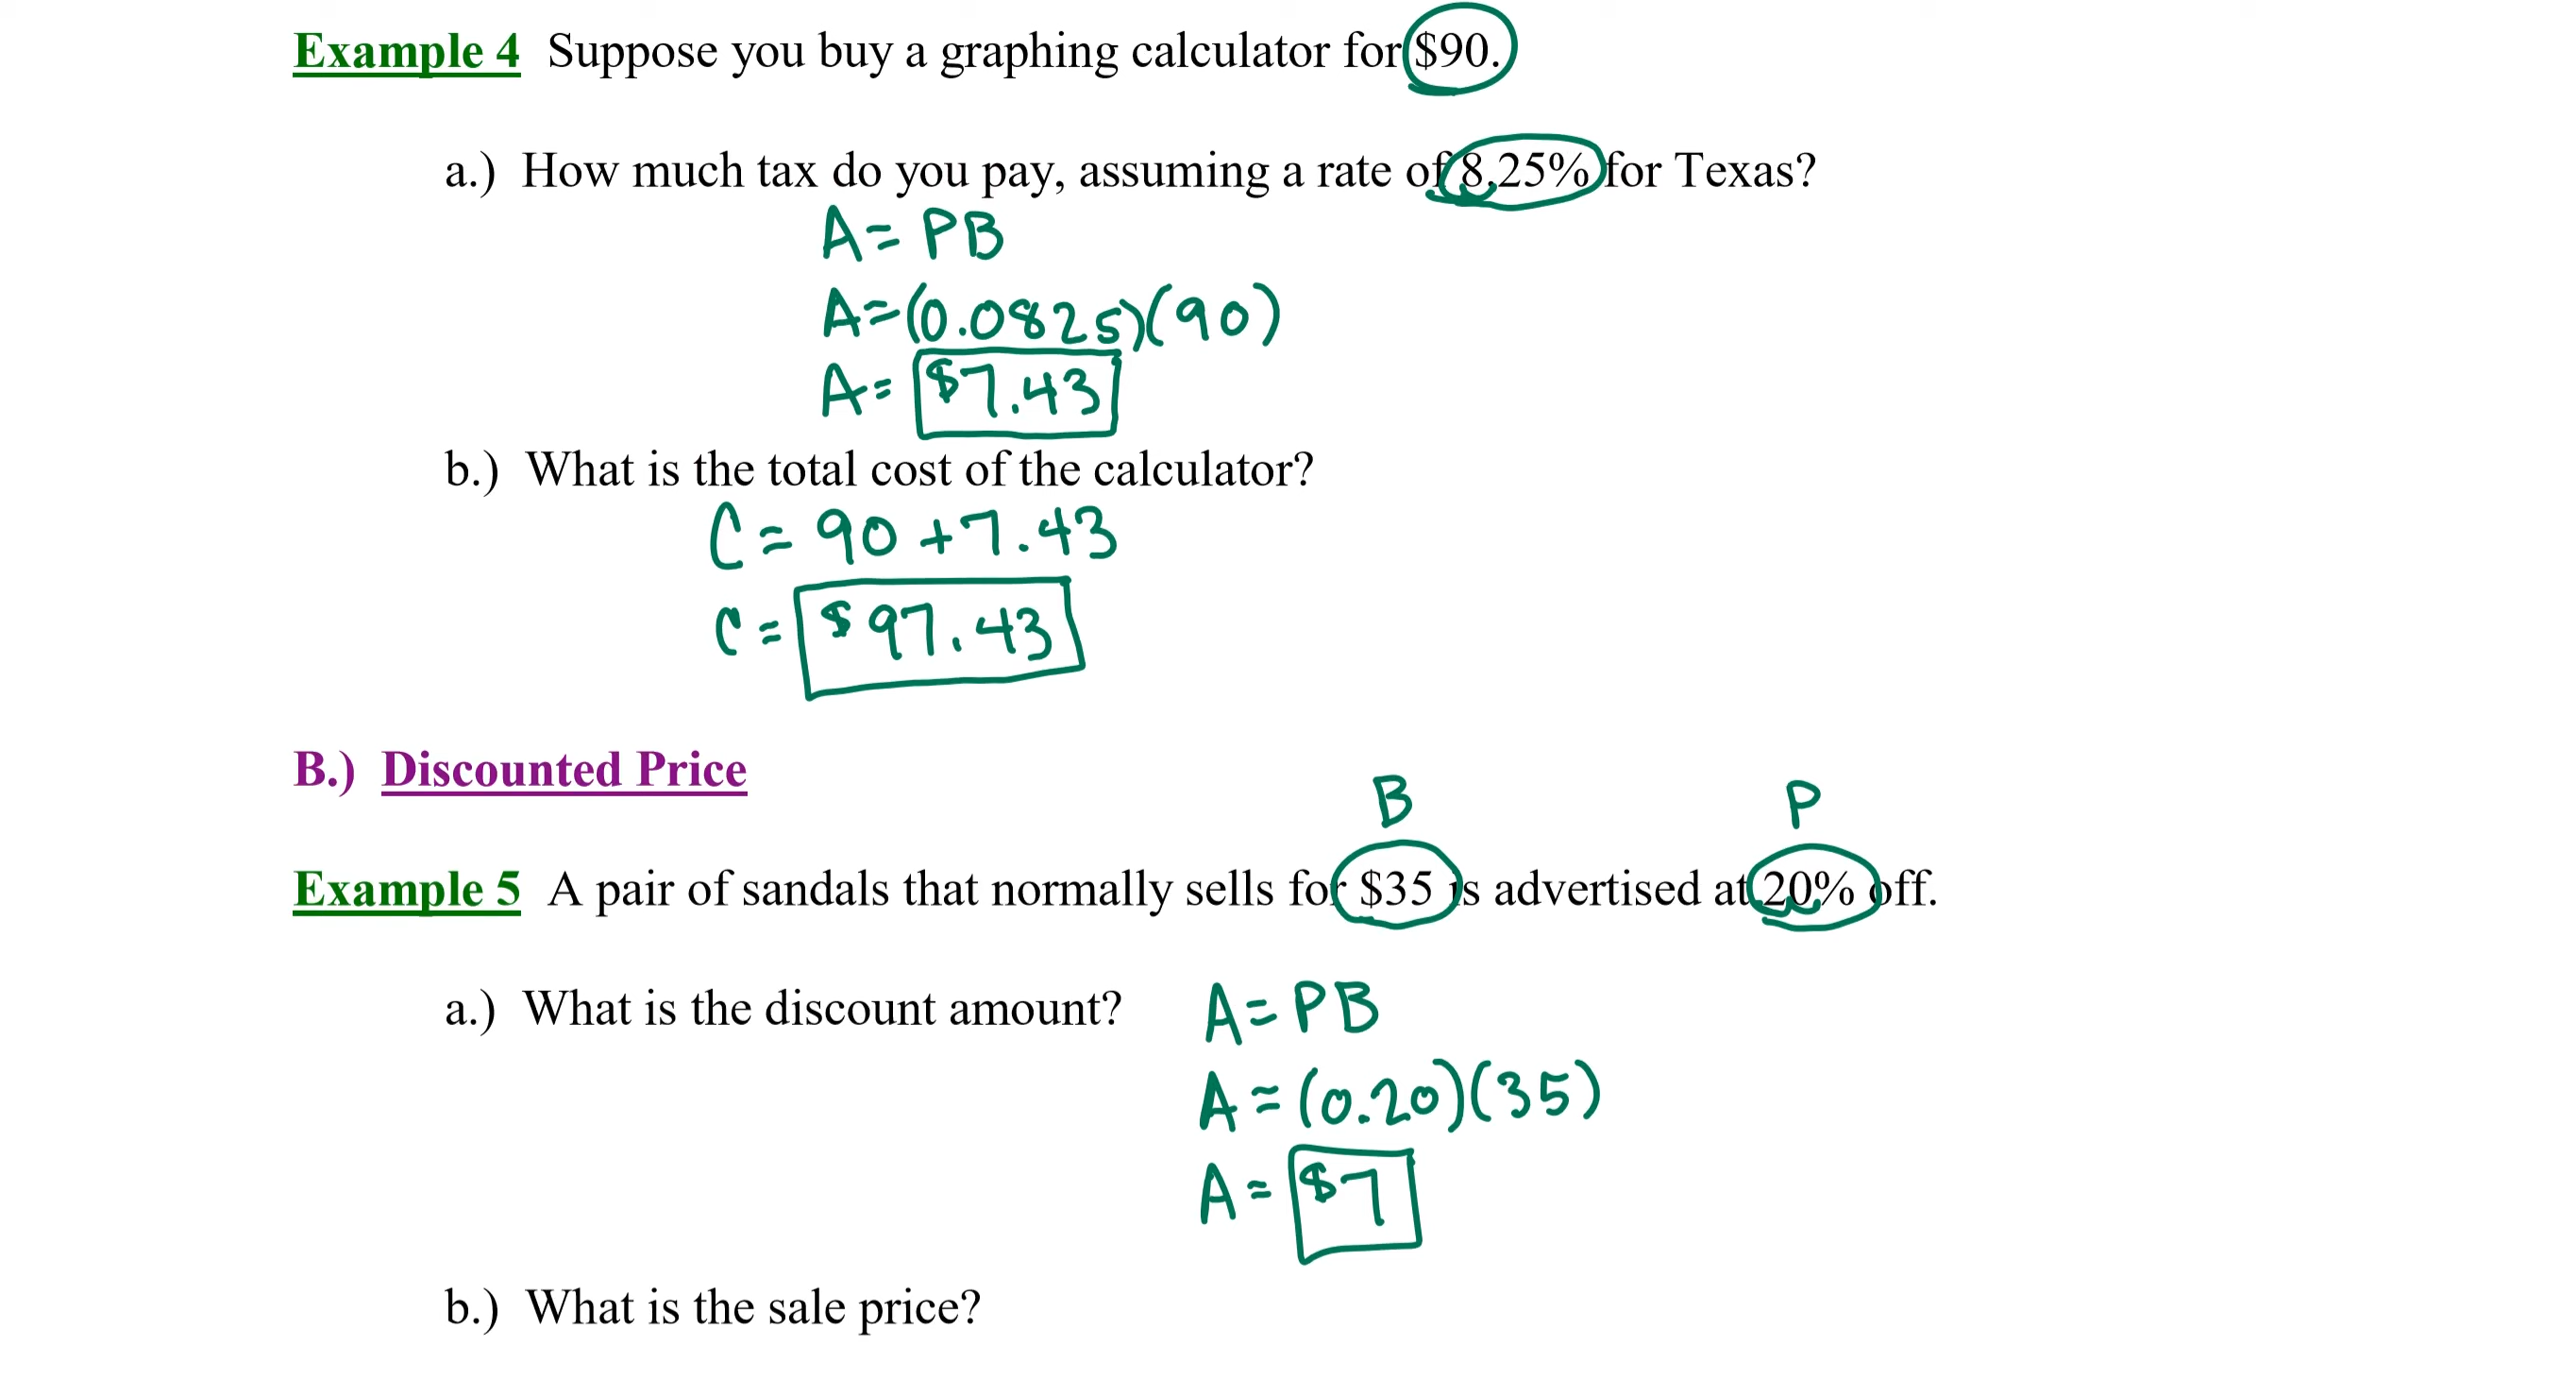 Example 4 Suppose you buy a graphing calculator for $90.
a.) How much tax do you pay, assuming a rate of 8.25% for Texas?
A = PB
A = (0.0825)(90)
A = $7.43
b.) What is the total cost of the calculator?
C = 90 + 7.43
C = $97.43
B.) Discounted Price
B P
Example 5 A pair of sandals that normally sells for $35 is advertised at 20% off.
a.) What is the discount amount? A = PB
A = (0.20)(35)
A = $7
b.) What is the sale price?